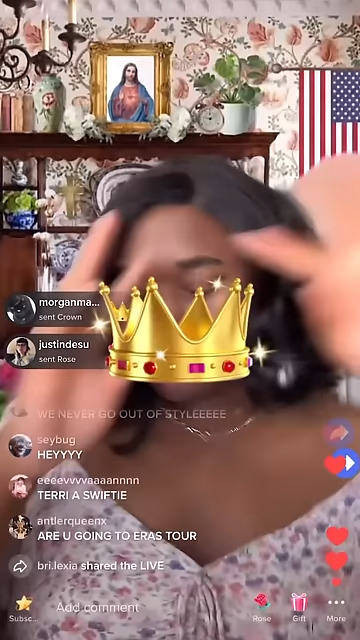 morganma...
sent Crown
justindesu
sent Rose
WE NEVER GO OUT OF STYLEEEEE
seybug
HEYYYY
eeeevvvvaaaannnn
TERRI A SWIFTIE
antlerqueenx
ARE U GOING TO ERAS TOUR
bri.lexia shared the LIVE
Subsc...
Add comment
Rose
Gift
More